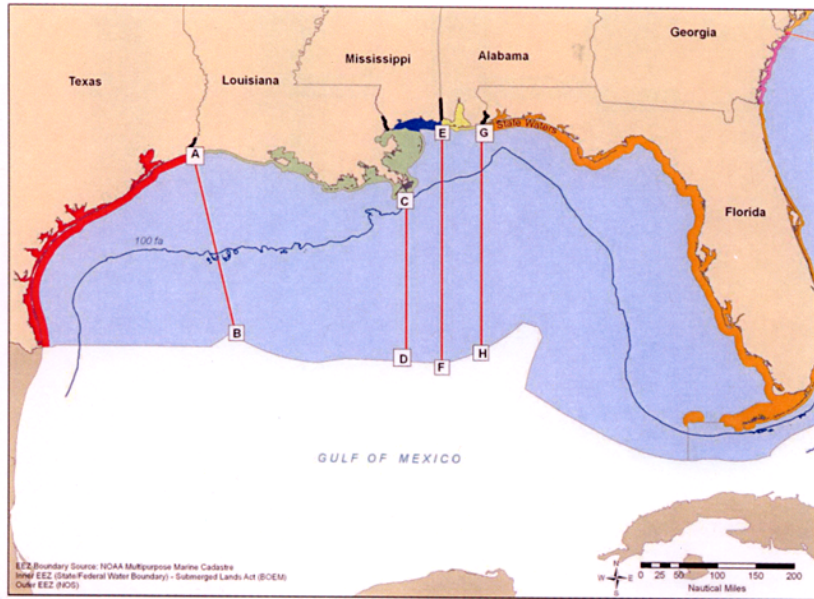 Georgia
Mississippi
Alabama
Texas
Louisiana
E
G
State Waters
A
C
Florida
100 fa
B
D
H
F
GULF OF MEXICO
EEZ Boundary Source: NOAA Multipurpose Marine Cadastre
Inner EEZ (State/Federal Water Boundary) - Submerged Lands Act (BOEM)
Outer EEZ (NOS)
N
W E
S
0 25 50 100 150 200
Nautical Miles